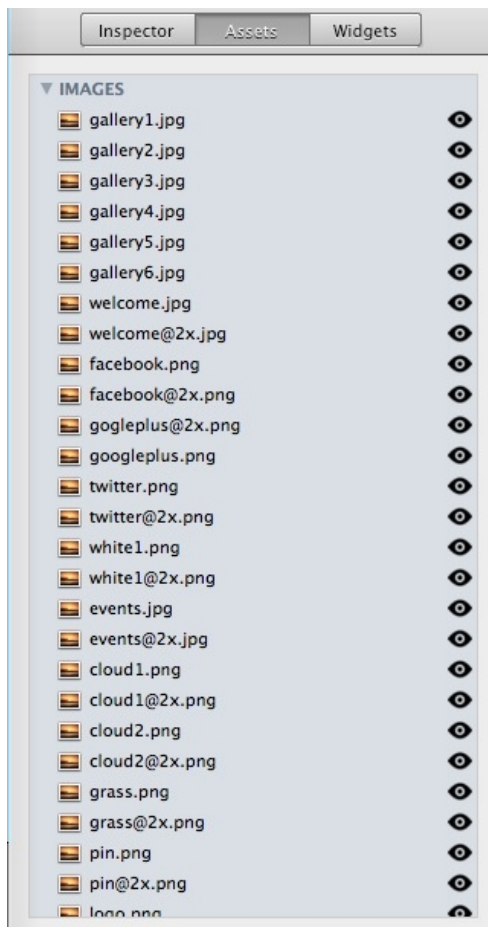 Inspector Assets Widgets
IMAGES
gallery1.jpg
gallery2.jpg
gallery3.jpg
gallery4.jpg
gallery5.jpg
gallery6.jpg
welcome.jpg
welcome@2x.jpg
facebook.png
facebook@2x.png
gogleplus@2x.png
googleplus.png
twitter.png
twitter@2x.png
white1.png
white1@2x.png
events.jpg
events@2x.jpg
cloud1.png
cloud1@2x.png
cloud2.png
cloud2@2x.png
grass.png
grass@2x.png
pin.png
pin@2x.png
logo.png